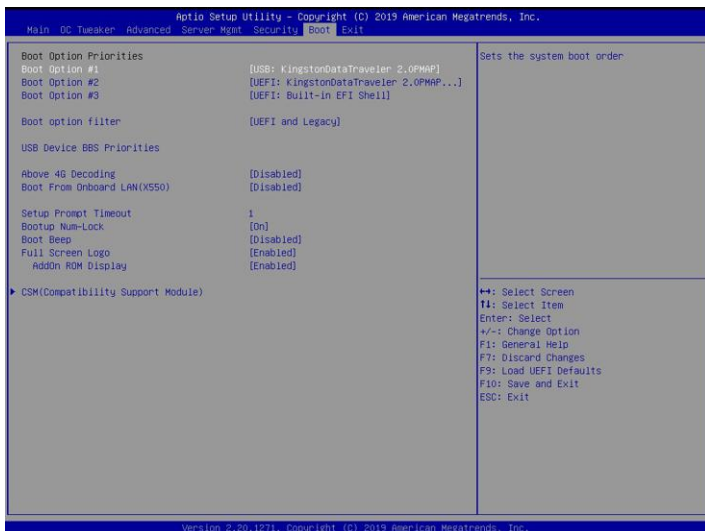 Aptio Setup Utility – Copyright (C) 2019 American Megatrends, Inc.
Main OC Tweaker Advanced Server Mgmt Security Boot Exit
Boot Option Priorities
Boot Option #1 [USB: KingstonDataTraveler 2.0PMAP]
Boot Option #2 [UEFI: KingstonDataTraveler 2.0PMAP...]
Boot Option #3 [UEFI: Built-in EFI Shell]
Boot option filter [UEFI and Legacy]
USB Device BBS Priorities
Above 4G Decoding [Disabled]
Boot From Onboard LAN(X550) [Disabled]
Setup Prompt Timeout 1
Bootup Num-Lock [On]
Boot Beep [Disabled]
Full Screen Logo [Enabled]
AddOn ROM Display [Enabled]
CSM(Compatibility Support Module)
Sets the system boot order
↔: Select Screen
↑↓: Select Item
Enter: Select
+/-: Change Option
F1: General Help
F7: Discard Changes
F9: Load UEFI Defaults
F10: Save and Exit
ESC: Exit
Version 2.20.1271. Copyright (C) 2019 American Megatrends, Inc.